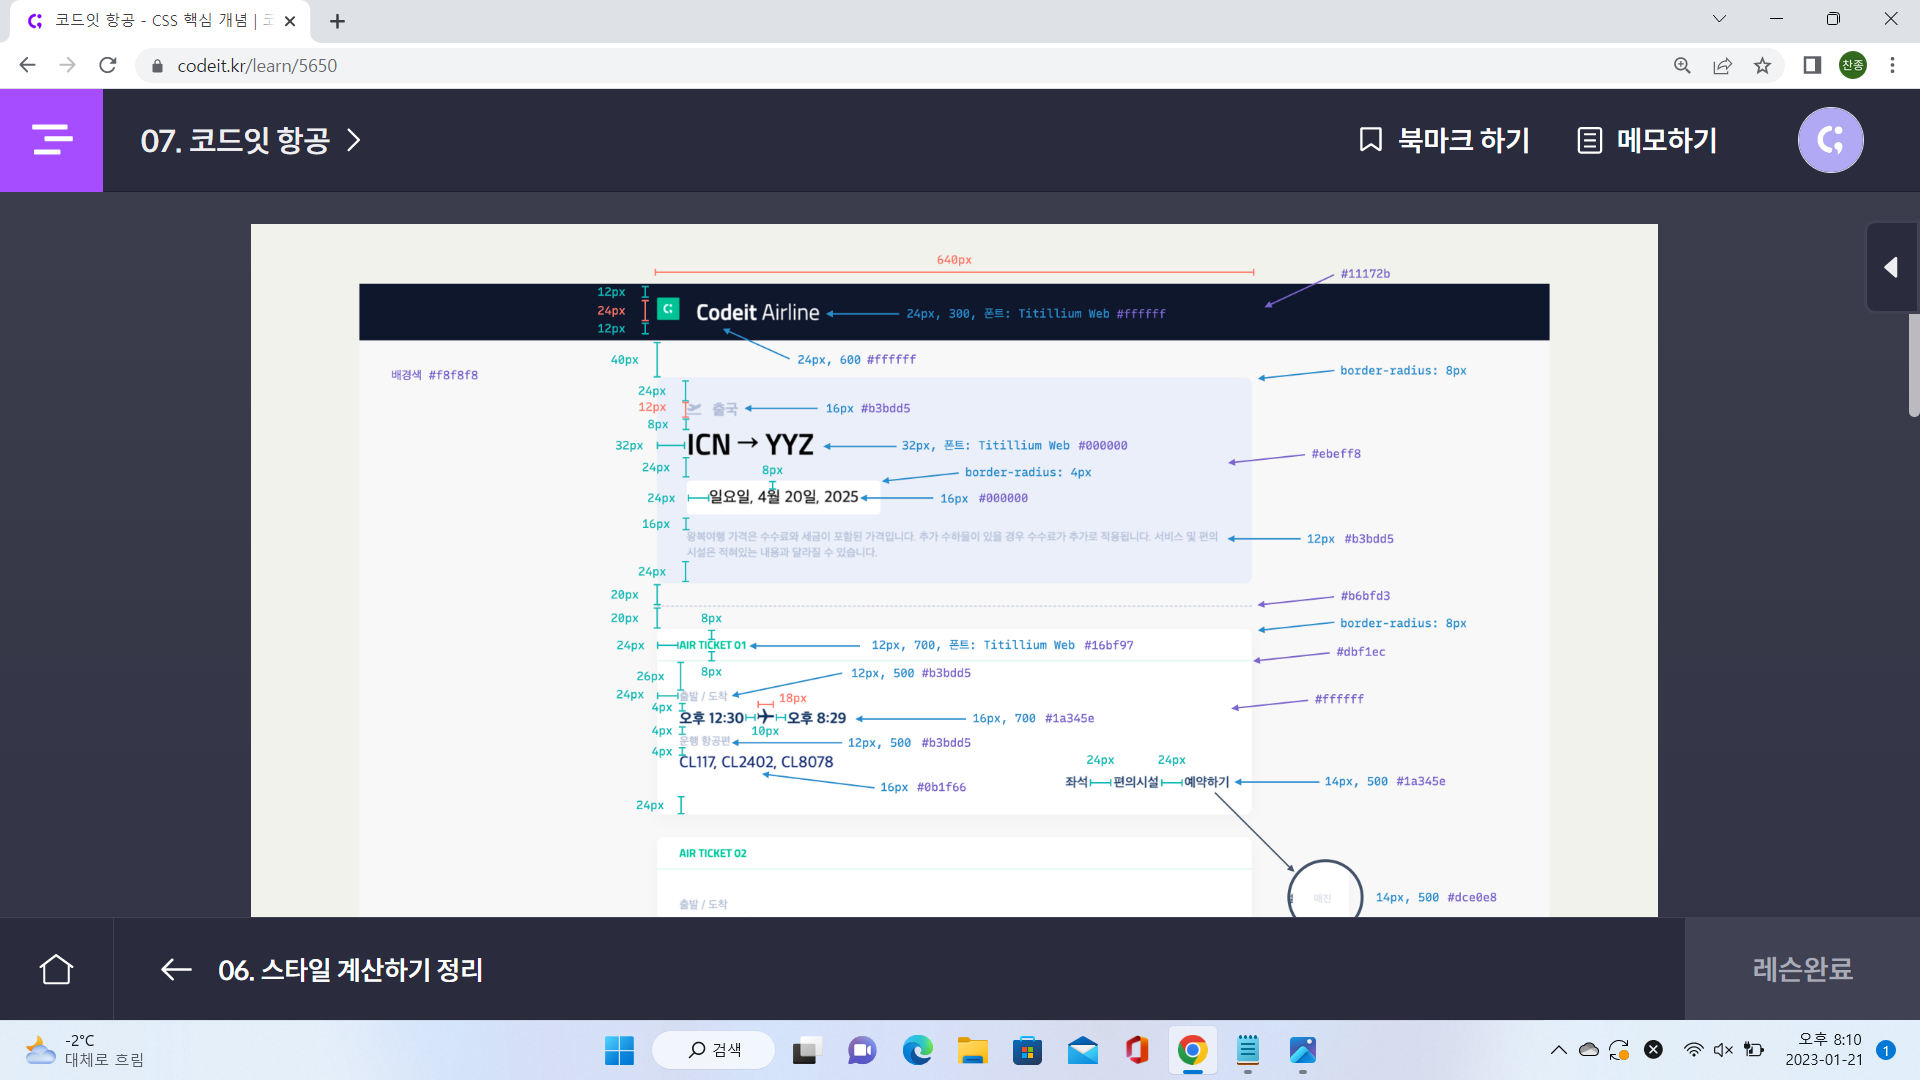 코드잇 항공 - CSS 핵심 개념 |
codeit.kr/learn/5650
찬종
07. 코드잇 항공
북마크 하기
메모하기
640px
#11172b
12px
24px
12px
Codeit Airline
24px, 300, 폰트: Titillium Web #ffffff
24px, 600 #ffffff
40px
배경색 #f8f8f8
border-radius: 8px
24px
12px
출국
16px #b3bdd5
8px
32px
ICN → YYZ
32px, 폰트: Titillium Web #000000
#ebeff8
24px
8px
border-radius: 4px
24px
일요일, 4월 20일, 2025
16px #000000
16px
왕복여행 가격은 수수료와 세금이 포함된 가격입니다. 추가 수하물이 있을 경우 수수료가 추가로 적용됩니다. 서비스 및 편의
시설은 적혀있는 내용과 달라질 수 있습니다.
12px #b3bdd5
24px
20px
#b6bfd3
20px
8px
border-radius: 8px
24px
AIR TICKET 01
12px, 700, 폰트: Titillium Web #16bf97
#dbf1ec
26px
8px
12px, 500 #b3bdd5
24px
출발 / 도착
18px
#ffffff
4px
오후 12:30
오후 8:29
16px, 700 #1a345e
4px
10px
운행 항공편
12px, 500 #b3bdd5
4px
CL117, CL2402, CL8078
24px
24px
좌석
편의시설
예약하기
14px, 500 #1a345e
16px #0b1f66
24px
AIR TICKET 02
매진
14px, 500 #dce0e8
출발 / 도착
06. 스타일 계산하기 정리
레슨완료
-2°C
대체로 흐림
검색
오후 8:10
2023-01-21
1